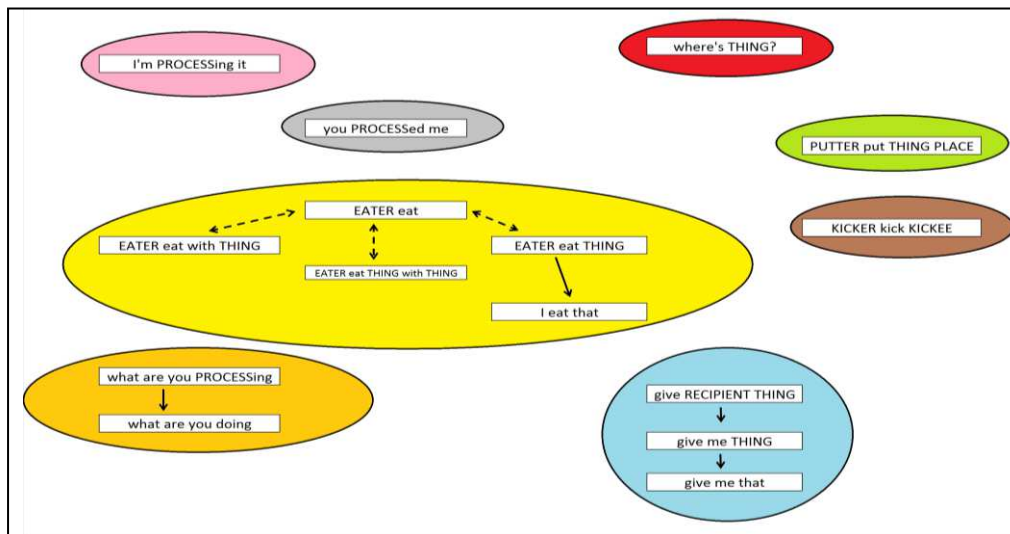 I'm PROCESSing it
where's THING?
you PROCESSed me
PUTTER put THING PLACE
EATER eat
KICKER kick KICKEE
EATER eat with THING
EATER eat THING
EATER eat THING with THING
I eat that
what are you PROCESSing
what are you doing
give RECIPIENT THING
give me THING
give me that